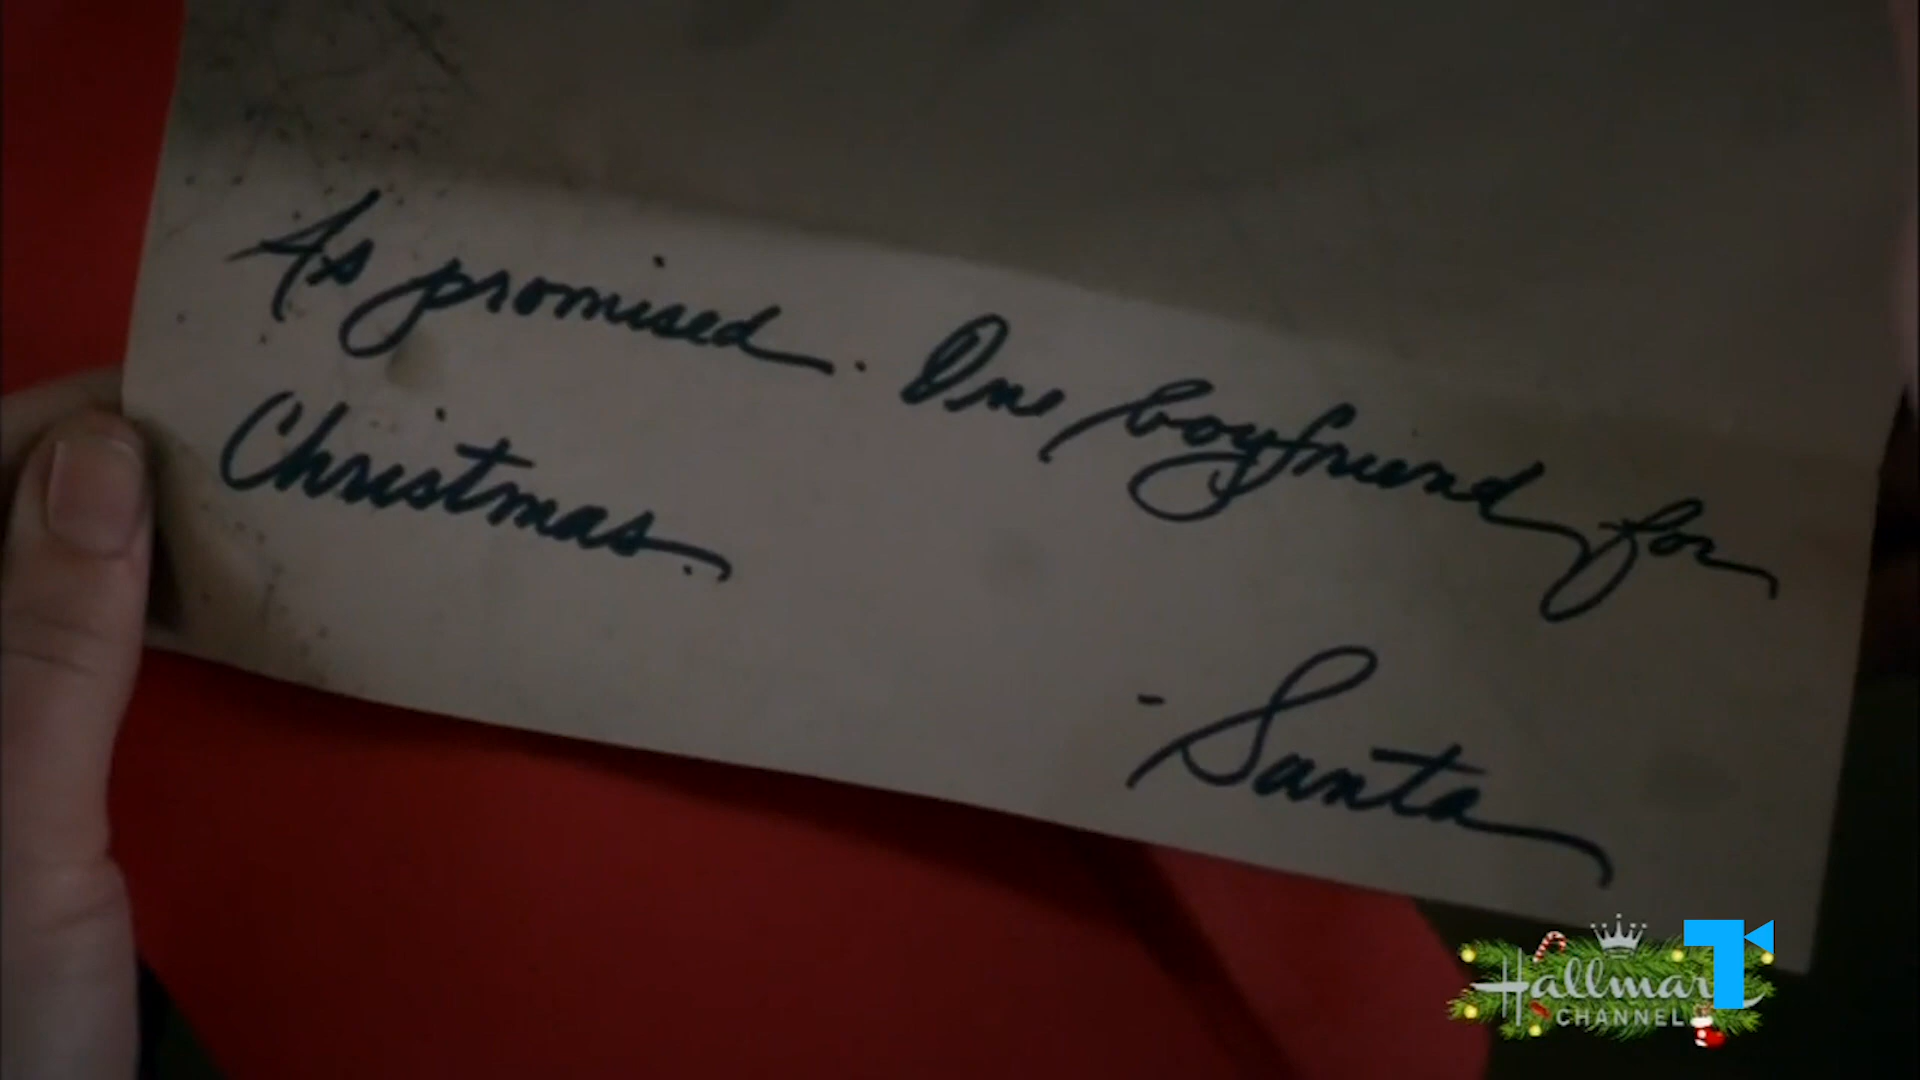 As promised. One boyfriend for
Christmas.
- Santa
Hallmark
CHANNEL